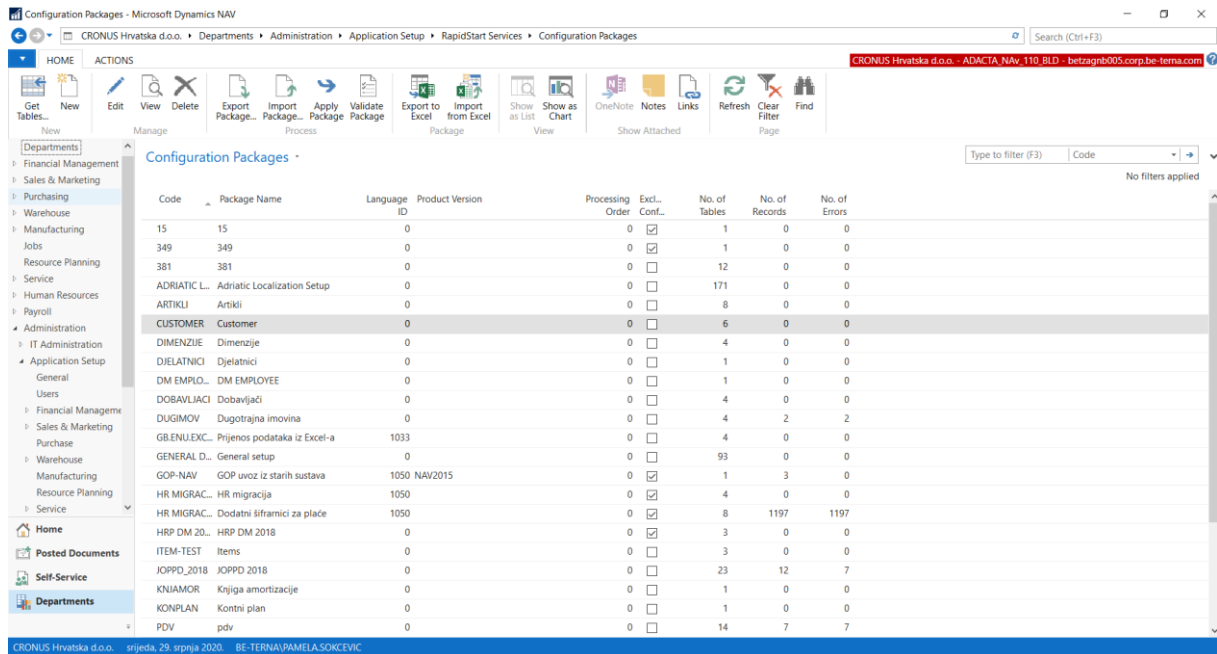 Configuration Packages - Microsoft Dynamics NAV
CRONUS Hrvatska d.o.o. Departments Administration Application Setup RapidStart Services Configuration Packages
Search (Ctrl+F3)
HOME ACTIONS
CRONUS Hrvatska d.o.o. - ADACTA_NAv_110_BLD - betzagnb005.corp.be-terna.com
Get Tables... New Edit View Delete Export Package... Import Package... Apply Package Validate Package Export to Excel Import from Excel Show as List Show as Chart OneNote Notes Links Refresh Clear Filter Find
New Manage Process Package View Show Attached Page
Departments
Financial Management
Sales & Marketing
Purchasing
Warehouse
Manufacturing
Jobs
Resource Planning
Service
Human Resources
Payroll
Administration
IT Administration
Application Setup
General
Users
Financial Manageme
Sales & Marketing
Purchase
Warehouse
Manufacturing
Resource Planning
Service
Home
Posted Documents
Self-Service
Departments
Configuration Packages
Type to filter (F3) Code
No filters applied
Code Package Name Language ID Product Version Processing Order Excl... Conf... No. of Tables No. of Records No. of Errors
15 15 0 0 1 0 0
349 349 0 0 1 0 0
381 381 0 0 12 0 0
ADRIATIC L... Adriatic Localization Setup 0 0 171 0 0
ARTIKLI Artikli 0 0 8 0 0
CUSTOMER Customer 0 0 6 0 0
DIMENZIJE Dimenzije 0 0 4 0 0
DJELATNICI Djelatnici 0 0 1 0 0
DM EMPLO... DM EMPLOYEE 0 0 1 0 0
DOBAVLJACI Dobavljači 0 0 4 0 0
DUGIMOV Dugotrajna imovina 0 0 4 2 2
GB.ENU.EXC... Prijenos podataka iz Excel-a 1033 0 4 0 0
GENERAL D... General setup 0 0 93 0 0
GOP-NAV GOP uvoz iz starih sustava 1050 NAV2015 0 1 3 0
HR MIGRAC... HR migracija 1050 0 4 0 0
HR MIGRAC... Dodatni šifrarnici za plaće 1050 0 8 1197 1197
HRP DM 20... HRP DM 2018 0 0 3 0 0
ITEM-TEST Items 0 0 3 0 0
JOPPD_2018 JOPPD 2018 0 0 23 12 7
KNJAMOR Knjiga amortizacije 0 0 1 0 0
KONPLAN Kontni plan 0 0 1 0 0
PDV pdv 0 0 14 7 7
CRONUS Hrvatska d.o.o. srijeda, 29. srpnja 2020. BE-TERNA\PAMELA.SOKCEVIC